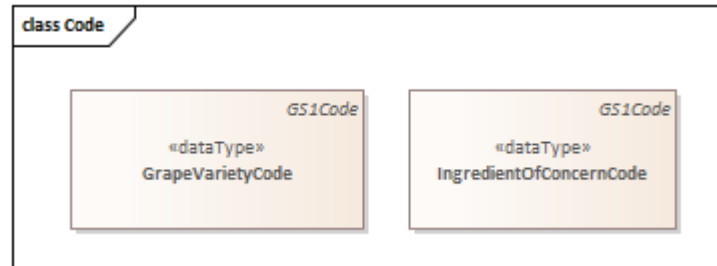 class Code
GS1Code
«dataType»
GrapeVarietyCode
GS1Code
«dataType»
IngredientOfConcernCode